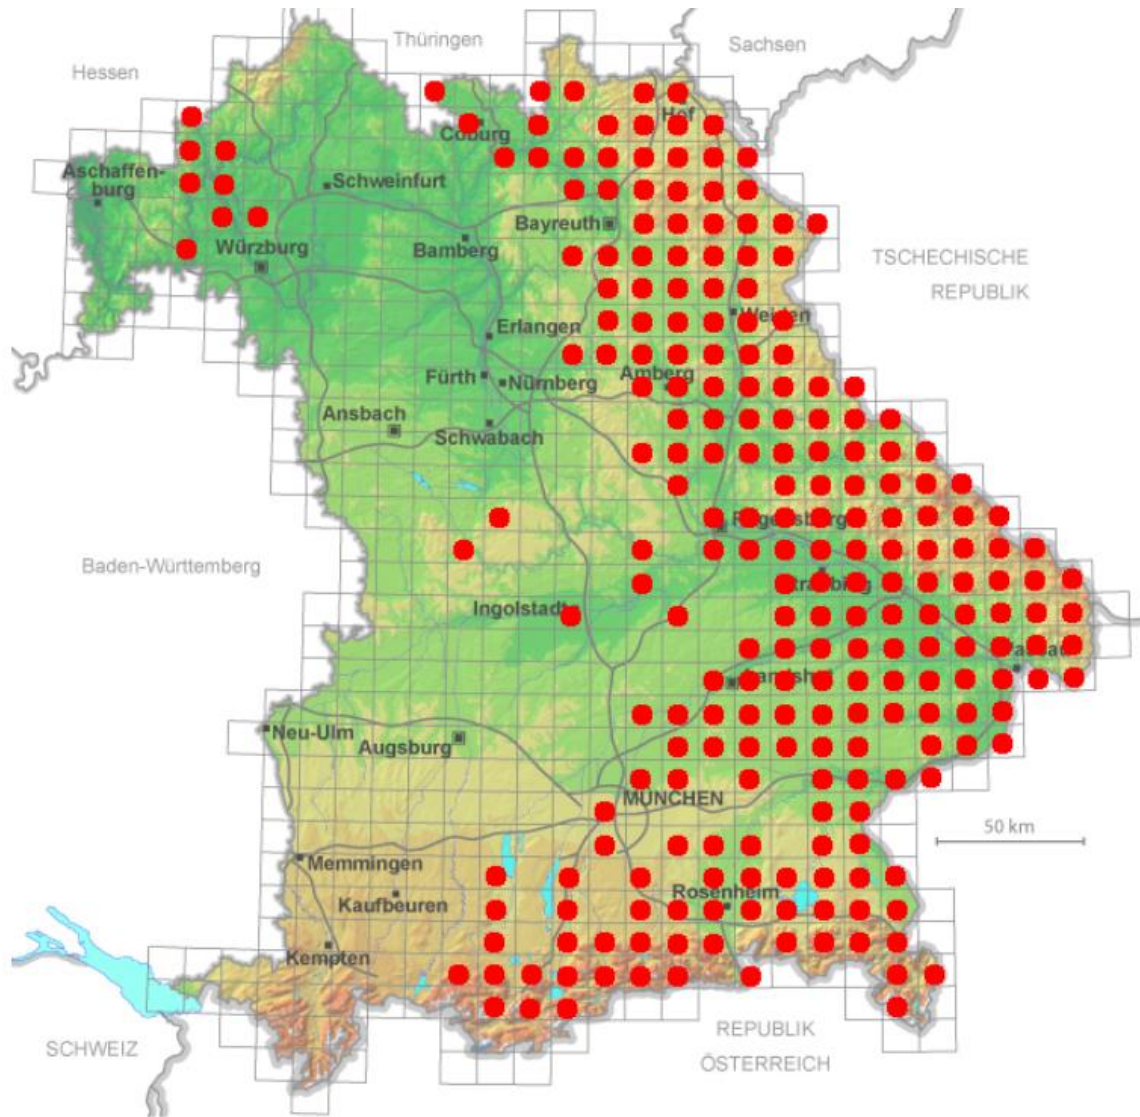 Thüringen
Sachsen
Hessen
Hof
Coburg
Aschaffen-
burg
Schweinfurt
Bayreuth
Bamberg
Würzburg
TSCHECHISCHE
REPUBLIK
Erlangen
Fürth
Nürnberg
Amberg
Ansbach
Schwabach
Baden-Württemberg
Ingolstadt
Neu-Ulm
Augsburg
MÜNCHEN
50 km
Memmingen
Kaufbeuren
Rosenheim
Kempten
REPUBLIK
ÖSTERREICH
SCHWEIZ